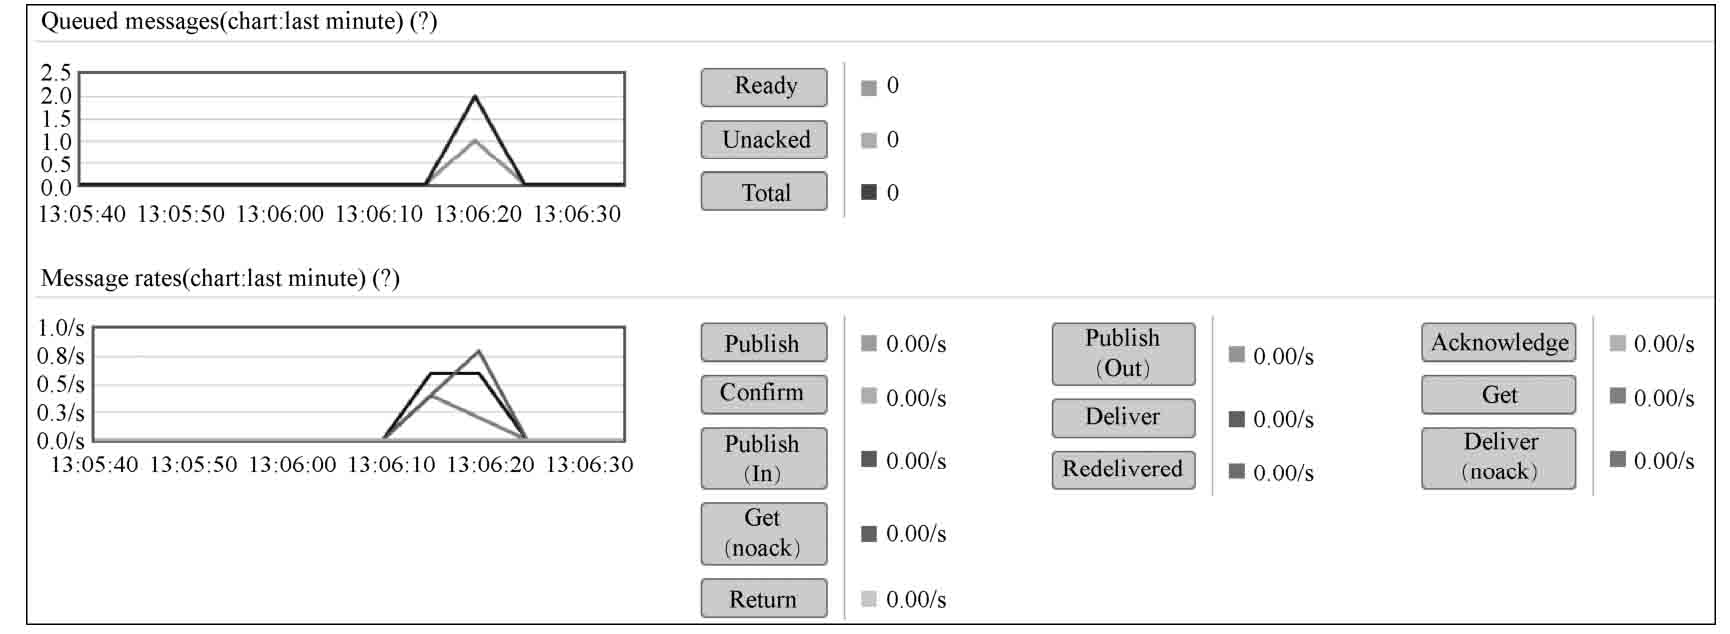 Queued messages(chart:last minute) (?)
2.5
2.0
1.5
1.0
0.5
0.0
13:05:40 13:05:50 13:06:00 13:06:10 13:06:20 13:06:30
Ready 0
Unacked 0
Total 0
Message rates(chart:last minute) (?)
1.0/s
0.8/s
0.5/s
0.3/s
0.0/s
13:05:40 13:05:50 13:06:00 13:06:10 13:06:20 13:06:30
Publish 0.00/s
Confirm 0.00/s
Publish
(In) 0.00/s
Get
(noack) 0.00/s
Return 0.00/s
Publish
(Out) 0.00/s
Deliver 0.00/s
Redelivered 0.00/s
Acknowledge 0.00/s
Get 0.00/s
Deliver
(noack) 0.00/s